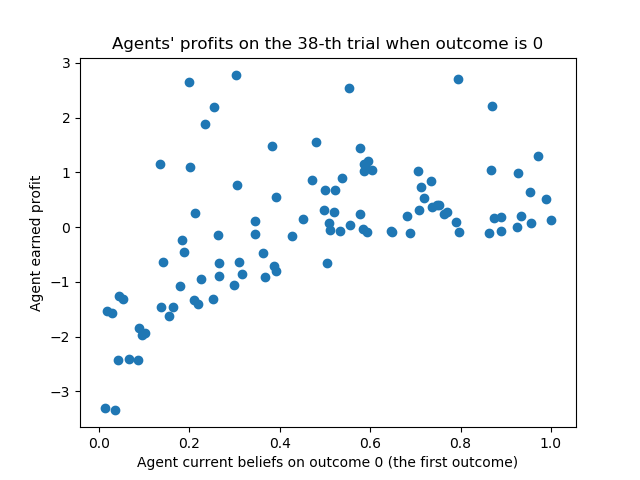 Agents' profits on the 38-th trial when outcome is 0
3
2
1
0
−1
−2
−3
Agent earned profit
0.0 0.2 0.4 0.6 0.8 1.0
Agent current beliefs on outcome 0 (the first outcome)